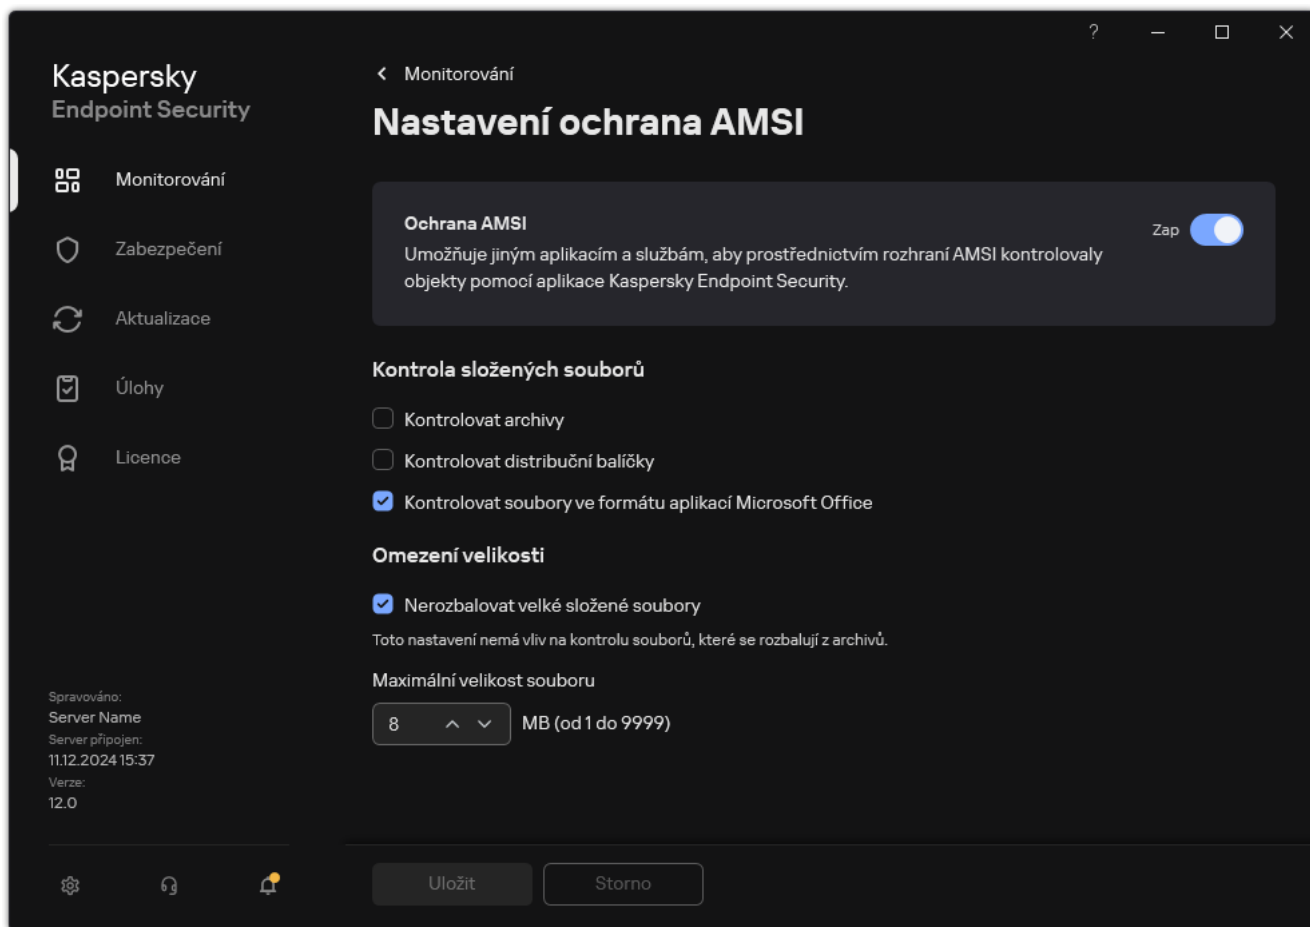 ?
Kaspersky
Endpoint Security
Monitorování
Zabezpečení
Aktualizace
Úlohy
Licence
Spravováno:
Server Name
Server připojen:
11.12.2024 15:37
Verze:
12.0
Monitorování
Nastavení ochrana AMSI
Ochrana AMSI
Zap
Umožňuje jiným aplikacím a službám, aby prostřednictvím rozhraní AMSI kontrolovaly
objekty pomocí aplikace Kaspersky Endpoint Security.
Kontrola složených souborů
Kontrolovat archivy
Kontrolovat distribuční balíčky
Kontrolovat soubory ve formátu aplikací Microsoft Office
Omezení velikosti
Nerozbalovat velké složené soubory
Toto nastavení nemá vliv na kontrolu souborů, které se rozbalují z archivů.
Maximální velikost souboru
8 MB (od 1 do 9999)
Uložit
Storno